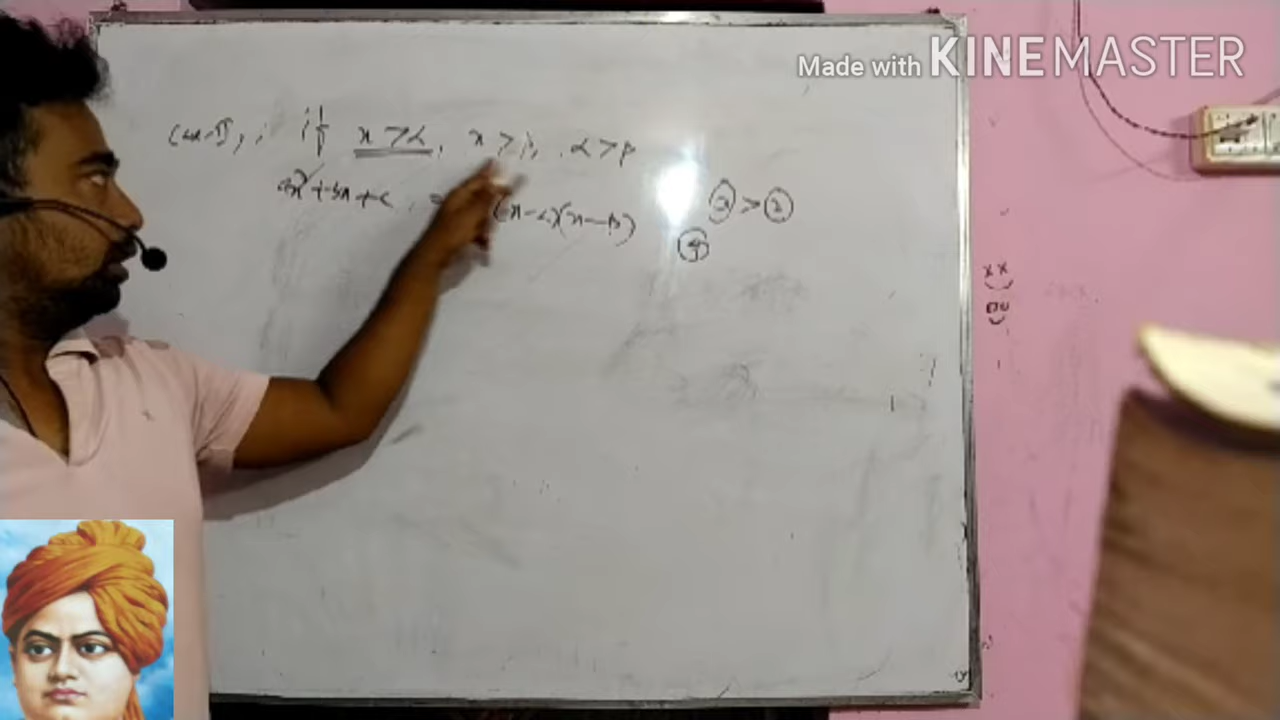 Made with KINEMASTER
if x > α, x > β, α > β
ax² + bx + c, (x-α)(x-β)
3 > 2
4